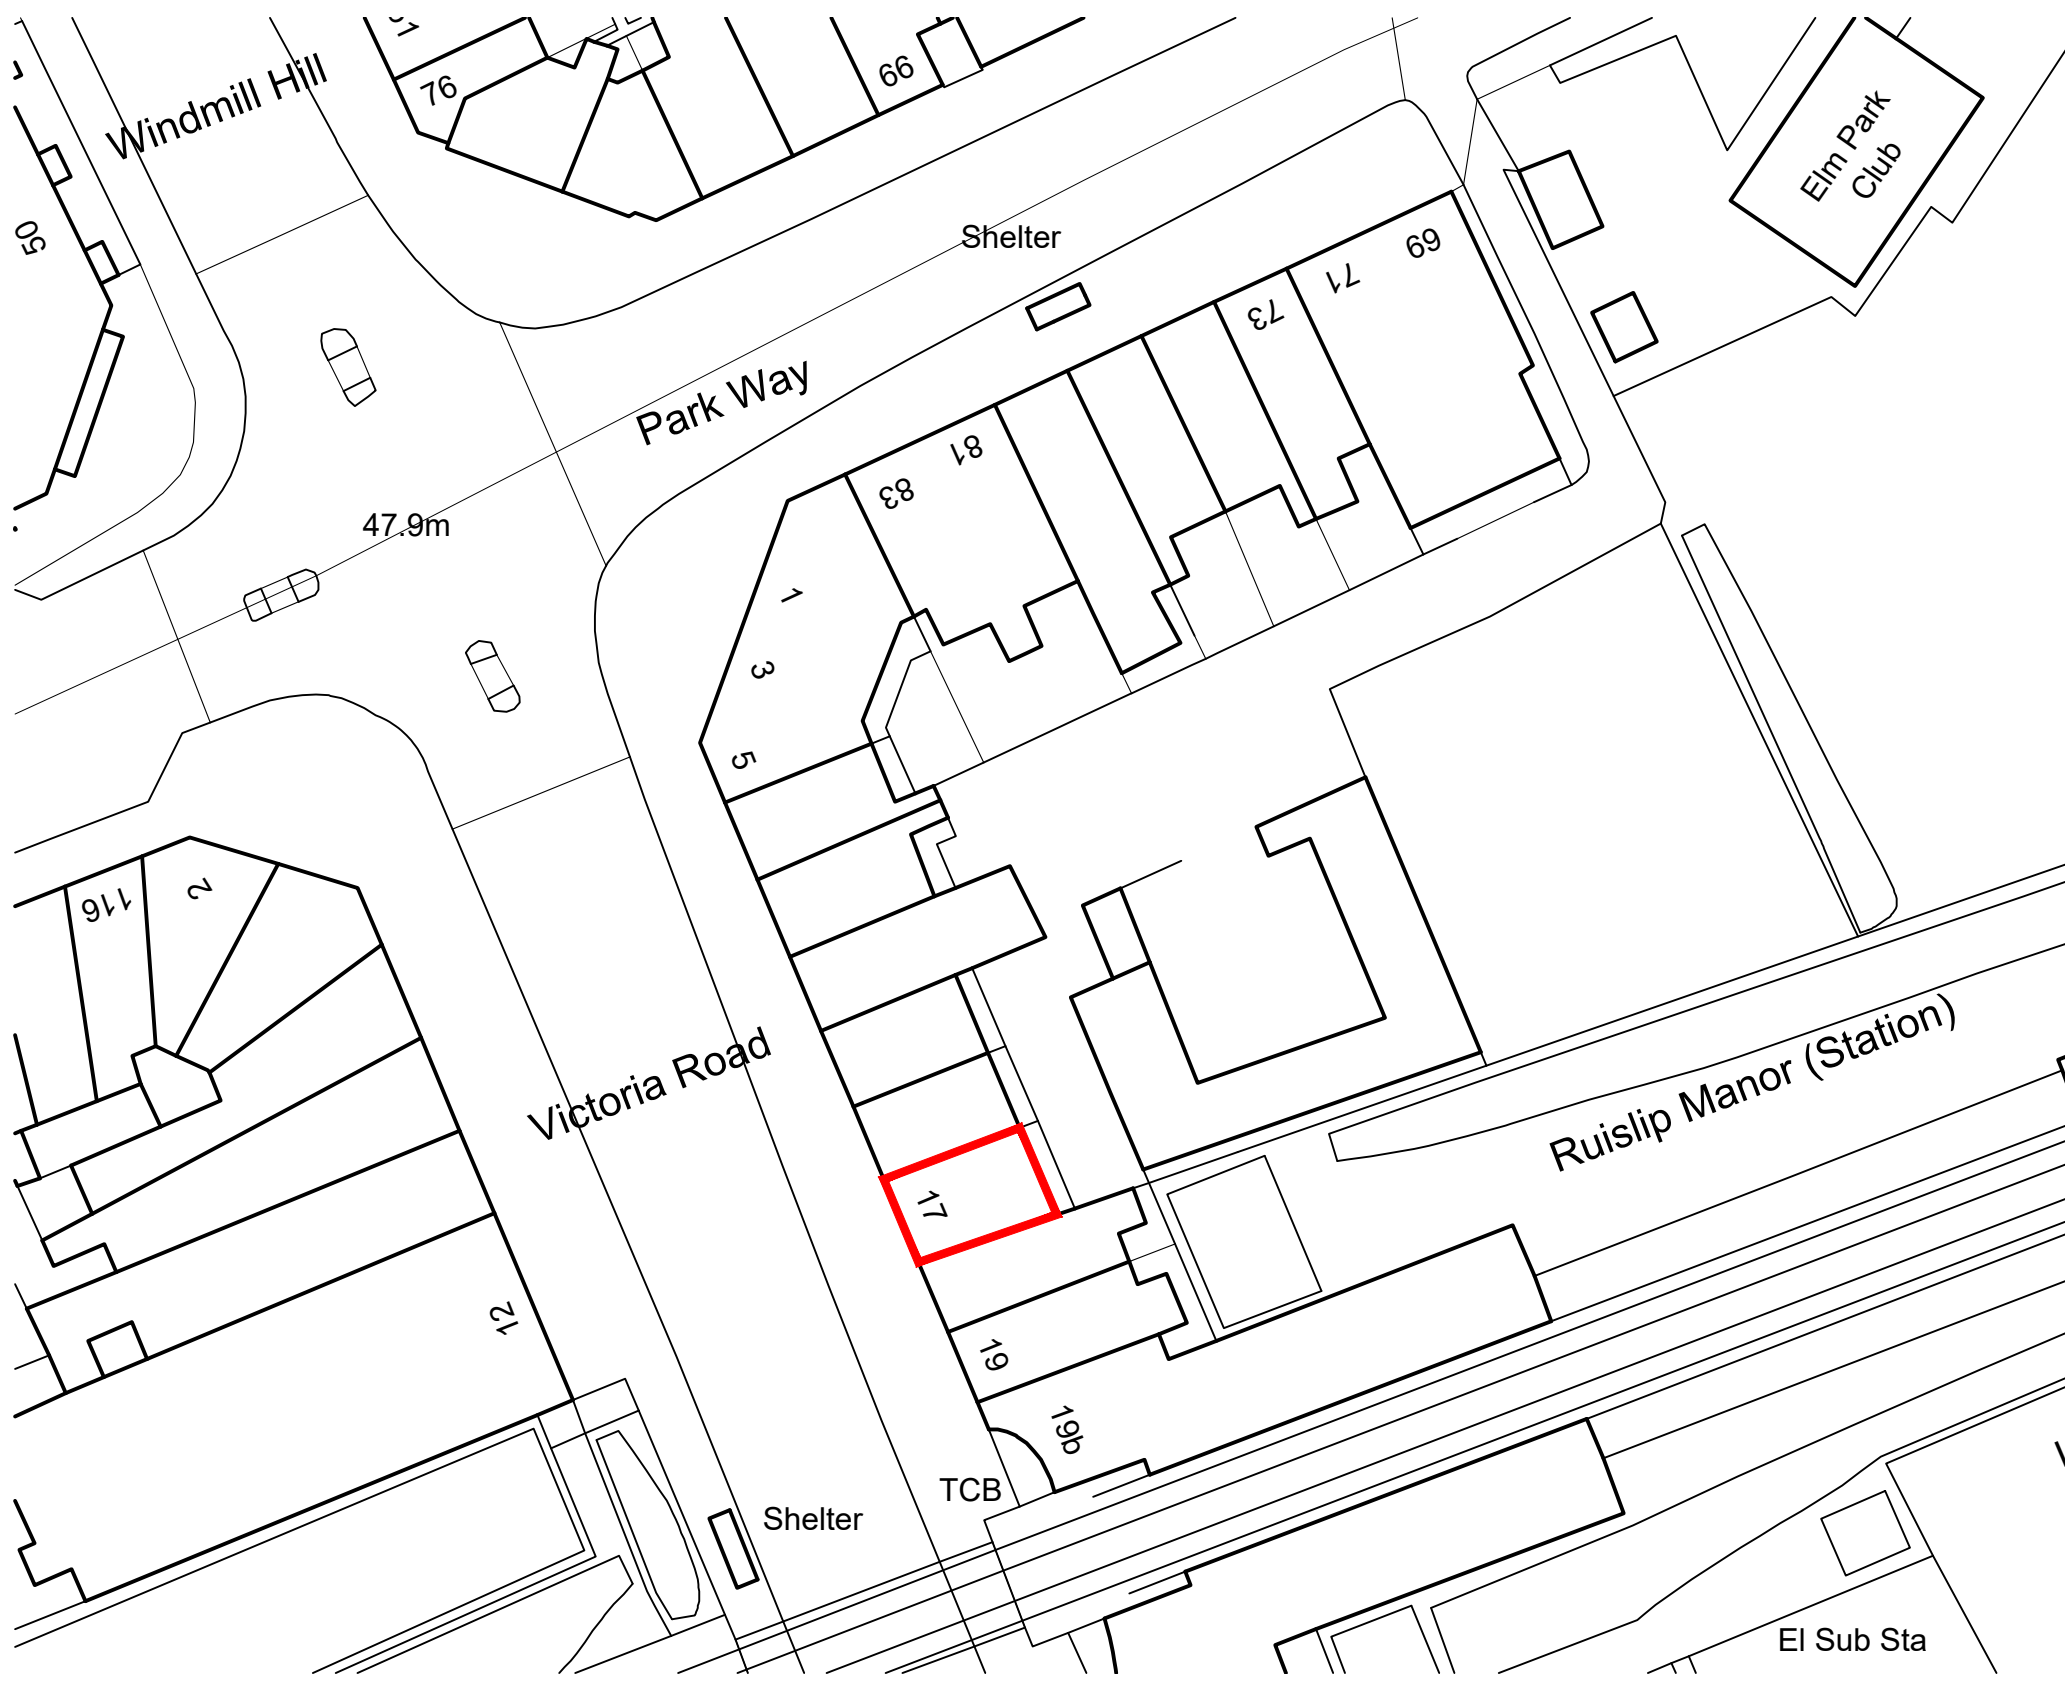 Windmill Hill
76
66
Elm Park
Club
50
Shelter
69
71
73
Park Way
81
83
47.9m
1
3
5
116
2
Victoria Road
Ruislip Manor (Station)
17
12
19
19b
TCB
Shelter
El Sub Sta